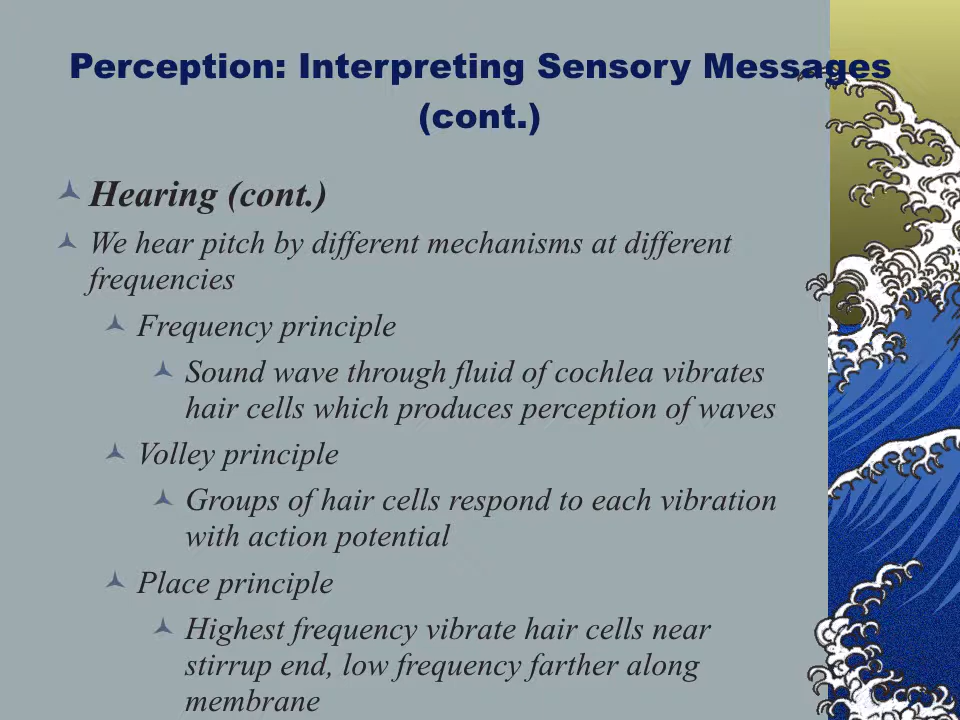 Perception: Interpreting Sensory Messages
(cont.)
Hearing (cont.)
We hear pitch by different mechanisms at different
frequencies
Frequency principle
Sound wave through fluid of cochlea vibrates
hair cells which produces perception of waves
Volley principle
Groups of hair cells respond to each vibration
with action potential
Place principle
Highest frequency vibrate hair cells near
stirrup end, low frequency farther along
membrane